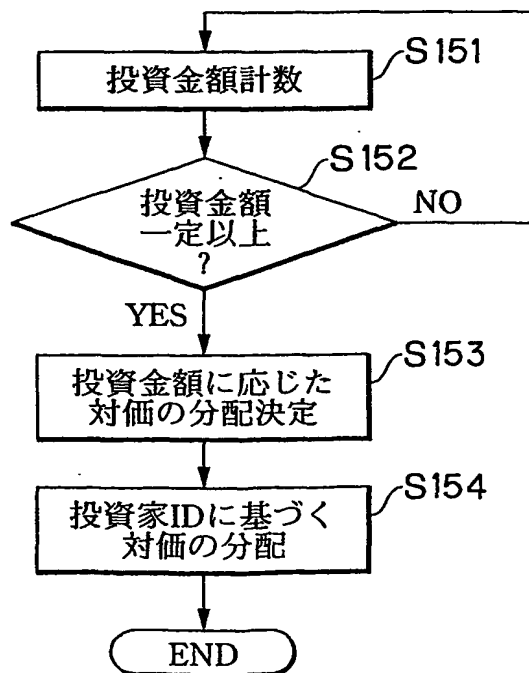 S151
投資金額計数
S152
投資金額
一定以上
?
NO
YES
S153
投資金額に応じた
対価の分配決定
S154
投資家IDに基づく
対価の分配
END